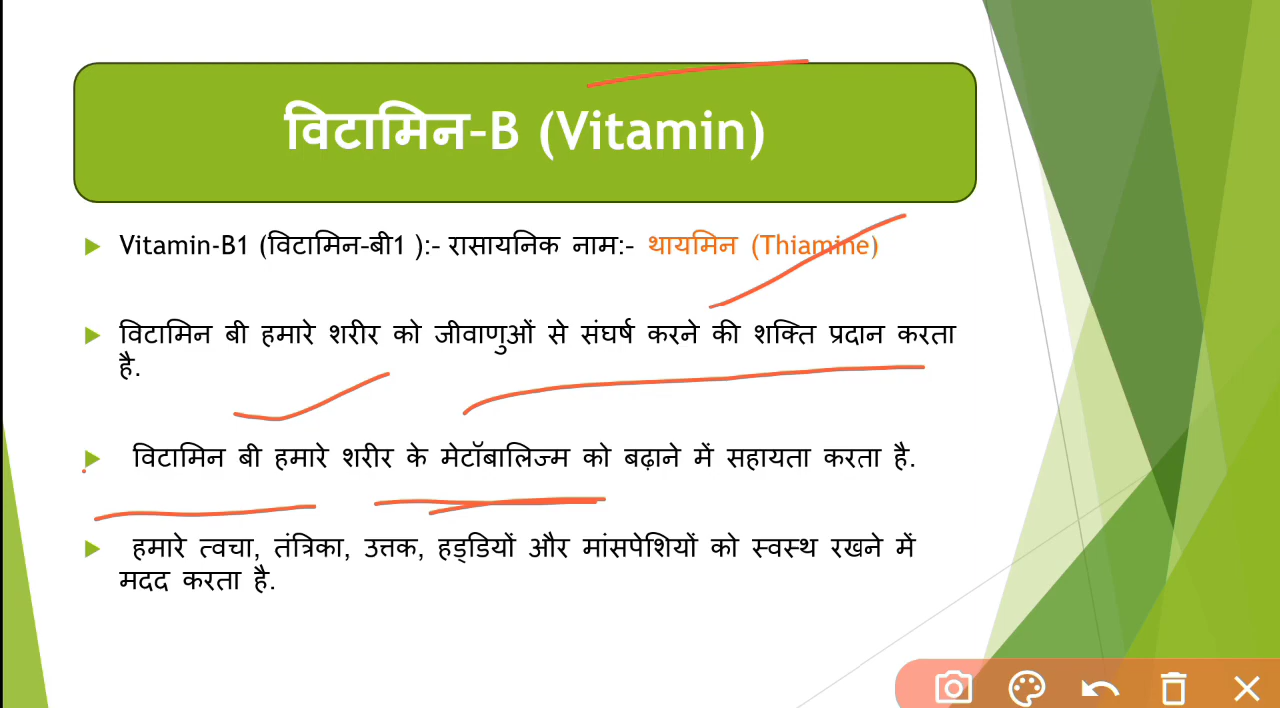 विटामिन-B (Vitamin)
Vitamin-B1 (विटामिन-बी1 ):- रासायनिक नाम:- थायमिन (Thiamine)
विटामिन बी हमारे शरीर को जीवाणुओं से संघर्ष करने की शक्ति प्रदान करता
है.
विटामिन बी हमारे शरीर के मेटॉबालिज्म को बढ़ाने में सहायता करता है.
हमारे त्वचा, तंत्रिका, उत्तक, हड्डियों और मांसपेशियों को स्वस्थ रखने में
मदद करता है.